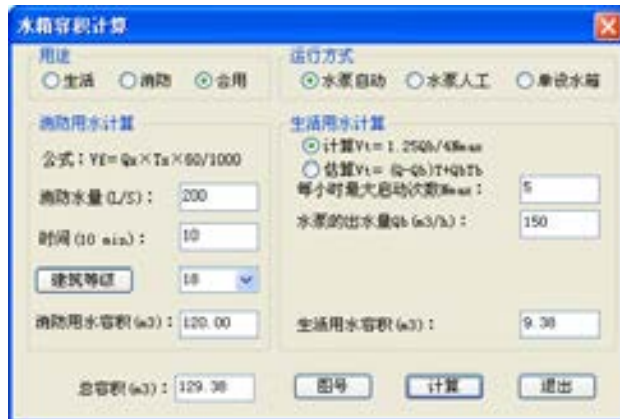 水箱容积计算
用途
生活 消防 合用
运行方式
水泵自动 水泵人工 单设水箱
消防用水计算
公式：Vf=Qx×Tx×60/1000
消防水量(L/S)： 200
时间(10 min)： 10
建筑等级 18
消防用水容积(m3)： 120.00
生活用水计算
计算Vt=1.25Qb/4Nmax
估算Vt=(Q-Qb)T+QbTb
每小时最大启动次数Nmax： 5
水泵的出水量Qb(m3/h)： 150
生活用水容积(m3)： 9.38
总容积(m3)： 129.38
图号 计算 退出